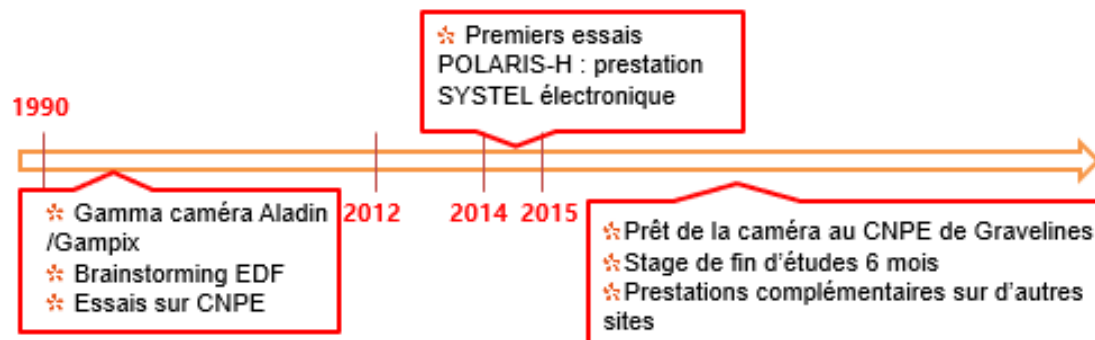 Premiers essais
POLARIS-H : prestation
SYSTEL électronique
1990
2012
2014
2015
Gamma caméra Aladin
/Gampix
Brainstorming EDF
Essais sur CNPE
Prêt de la caméra au CNPE de Gravelines
Stage de fin d’études 6 mois
Prestations complémentaires sur d’autres
sites